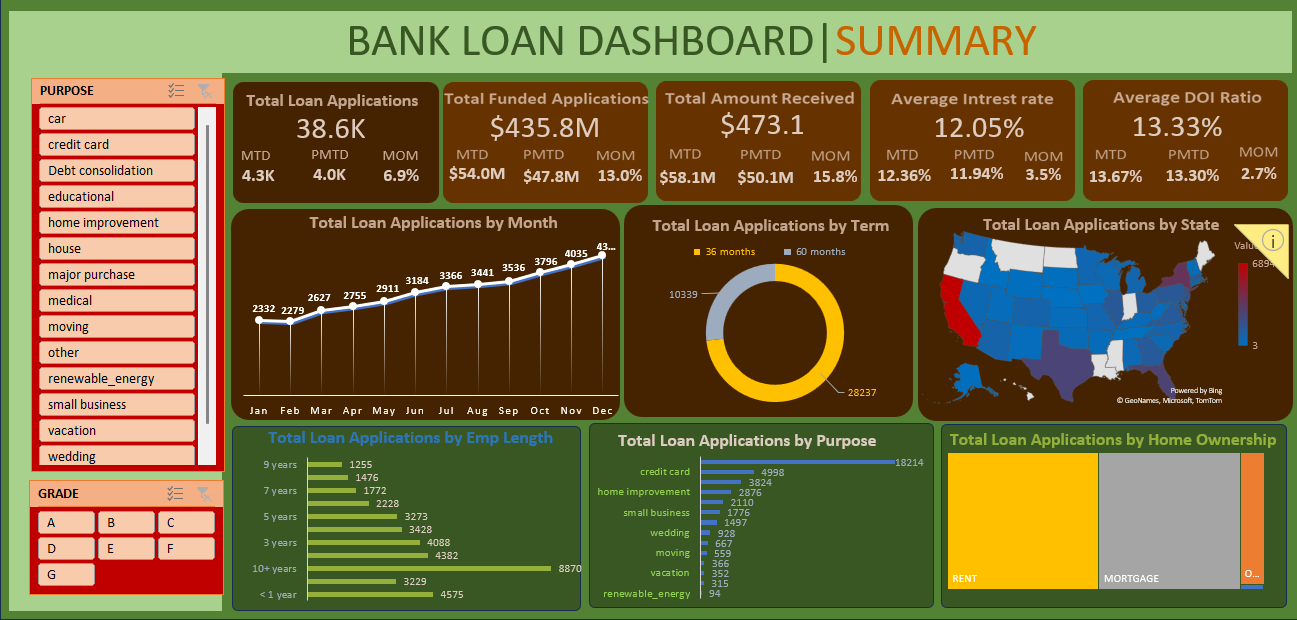 BANK LOAN DASHBOARD|SUMMARY
PURPOSE
car
credit card
Debt consolidation
educational
home improvement
house
major purchase
medical
moving
other
renewable_energy
small business
vacation
wedding
GRADE
A B C
D E F
G
Total Loan Applications
38.6K
MTD PMTD MOM
4.3K 4.0K 6.9%
Total Funded Applications
$435.8M
MTD PMTD MOM
$54.0M $47.8M 13.0%
Total Amount Received
$473.1
MTD PMTD MOM
$58.1M $50.1M 15.8%
Average Intrest rate
12.05%
MTD PMTD MOM
12.36% 11.94% 3.5%
Average DOI Ratio
13.33%
MTD PMTD MOM
13.67% 13.30% 2.7%
Total Loan Applications by Month
2332 2279 2627 2755 2911 3184 3366 3441 3536 3796 4035 43...
Jan Feb Mar Apr May Jun Jul Aug Sep Oct Nov Dec
Total Loan Applications by Term
36 months 60 months
10339
28237
Total Loan Applications by State
6894
3
Powered by Bing
© GeoNames, Microsoft, TomTom
Total Loan Applications by Emp Length
9 years 1255
1476
7 years 1772
2228
5 years 3273
3428
3 years 4088
4382
10+ years 8870
3229
< 1 year 4575
Total Loan Applications by Purpose
18214
credit card 4998
3824
home improvement 2876
2110
small business 1776
1497
wedding 928
667
moving 559
366
vacation 352
315
renewable_energy 94
Total Loan Applications by Home Ownership
RENT
MORTGAGE
O...